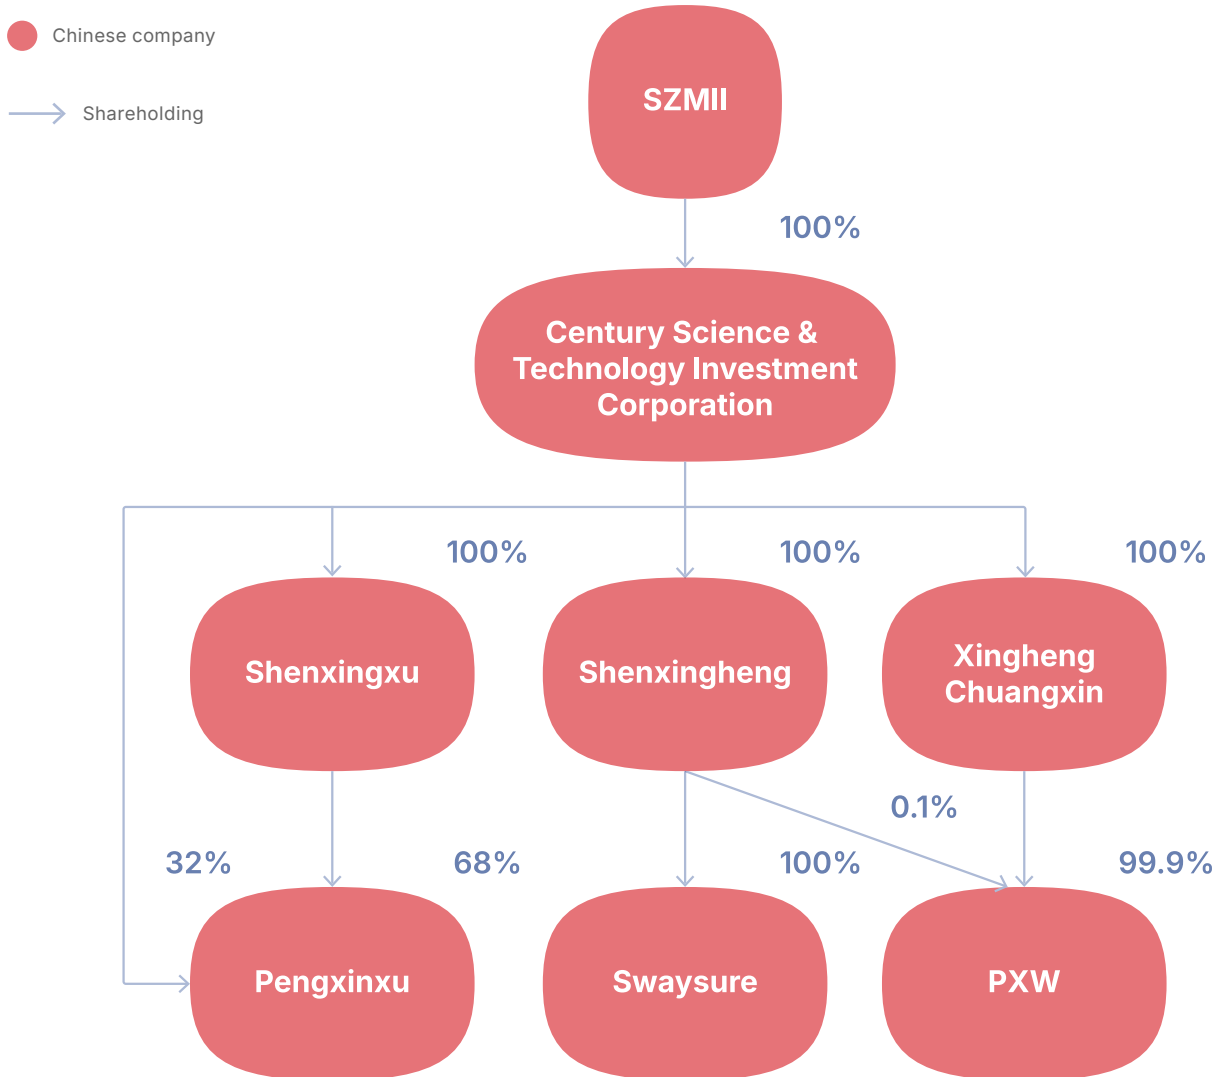 Chinese company
Shareholding
SZMII
100%
Century Science &
Technology Investment
Corporation
100%
100%
100%
Shenxingxu
Shenxingheng
Xingheng
Chuangxin
0.1%
32%
68%
100%
99.9%
Pengxinxu
Swaysure
PXW